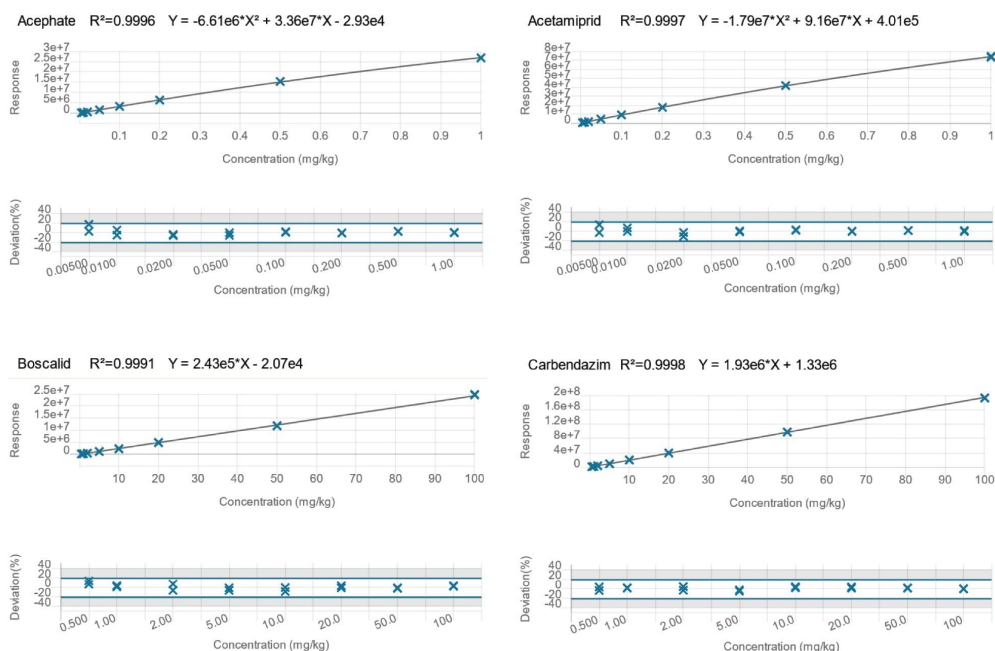 Acephate R²=0.9996 Y = -6.61e6*X² + 3.36e7*X - 2.93e4
Response
3e+7
2.5e+7
2e+7
1.5e+7
1e+7
5e+6
0
0.1 0.2 0.3 0.4 0.5 0.6 0.7 0.8 0.9 1
Concentration (mg/kg)
Deviation(%)
40
20
0
-20
-40
0.00500 0.0100 0.0200 0.0500 0.100 0.200 0.500 1.00
Concentration (mg/kg)
Acetamiprid R²=0.9997 Y = -1.79e7*X² + 9.16e7*X + 4.01e5
Response
8e+7
7e+7
6e+7
5e+7
4e+7
3e+7
2e+7
1e+7
0
0.1 0.2 0.3 0.4 0.5 0.6 0.7 0.8 0.9 1
Concentration (mg/kg)
Deviation(%)
40
20
0
-20
-40
0.00500 0.0100 0.0200 0.0500 0.100 0.200 0.500 1.00
Concentration (mg/kg)
Boscalid R²=0.9991 Y = 2.43e5*X - 2.07e4
Response
2.5e+7
2e+7
1.5e+7
1e+7
5e+6
0
10 20 30 40 50 60 70 80 90 100
Concentration (mg/kg)
Deviation(%)
40
20
0
-20
-40
0.500 1.00 2.00 5.00 10.0 20.0 50.0 100
Concentration (mg/kg)
Carbendazim R²=0.9998 Y = 1.93e6*X + 1.33e6
Response
2e+8
1.6e+8
1.2e+8
8e+7
4e+7
0
10 20 30 40 50 60 70 80 90 100
Concentration (mg/kg)
Deviation(%)
40
20
0
-20
-40
0.500 1.00 2.00 5.00 10.0 20.0 50.0 100
Concentration (mg/kg)